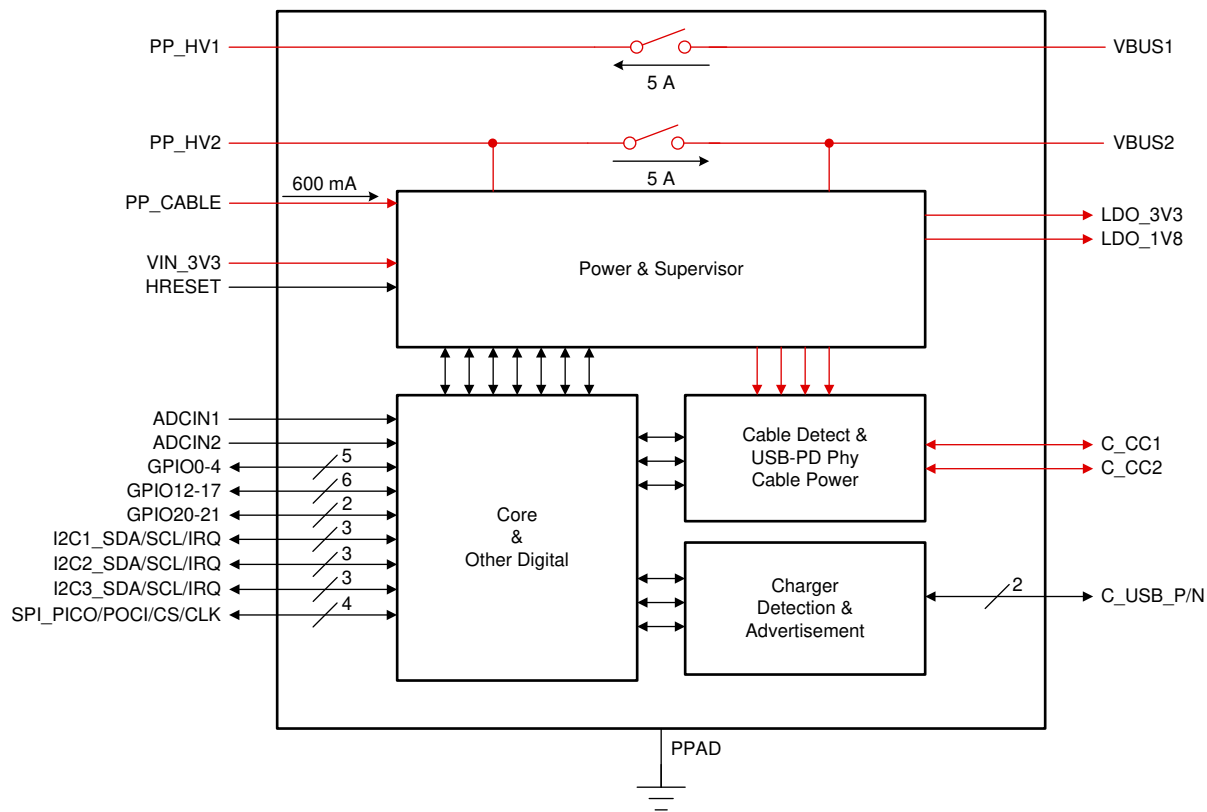 PP_HV1
VBUS1
5 A
PP_HV2
VBUS2
5 A
600 mA
PP_CABLE
LDO_3V3
LDO_1V8
VIN_3V3
Power & Supervisor
HRESET
ADCIN1
ADCIN2
GPIO0-4
5
GPIO12-17
6
GPIO20-21
2
I2C1_SDA/SCL/IRQ
3
I2C2_SDA/SCL/IRQ
3
I2C3_SDA/SCL/IRQ
3
SPI_PICO/POCI/CS/CLK
4
Core
&
Other Digital
Cable Detect &
USB-PD Phy
Cable Power
C_CC1
C_CC2
Charger
Detection &
Advertisement
2
C_USB_P/N
PPAD